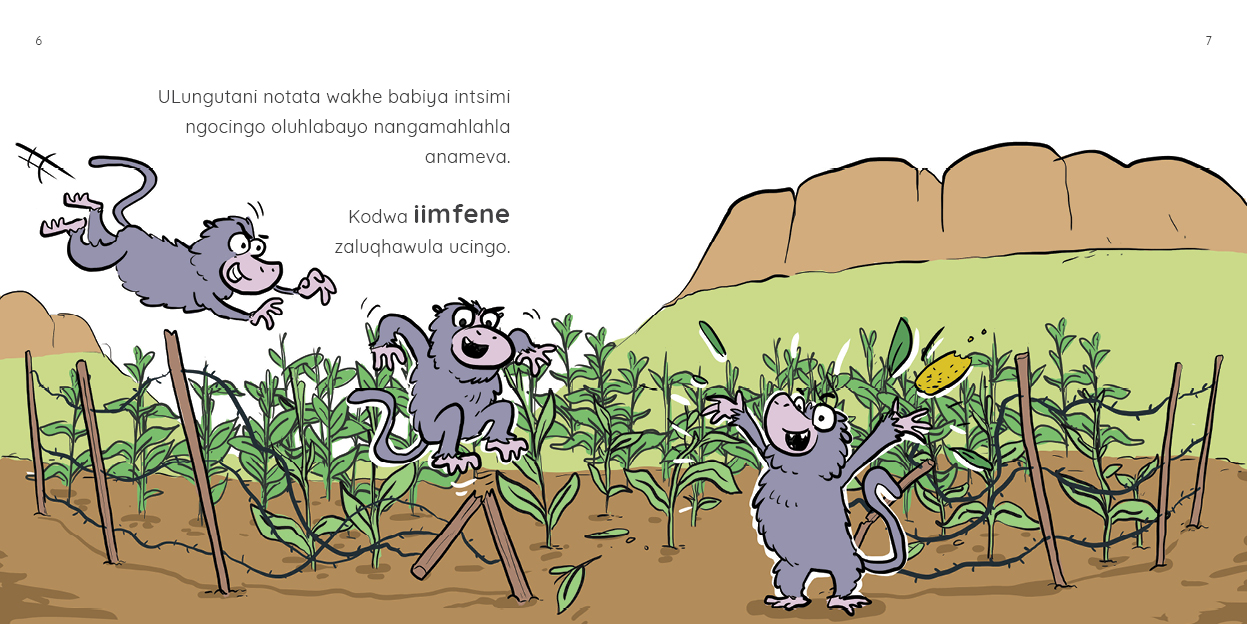 6
7
ULungutani notata wakhe babiya intsimi
ngocingo oluhlabayo nangamahlahla
anameva.
Kodwa iimfene
zaluqhawula ucingo.